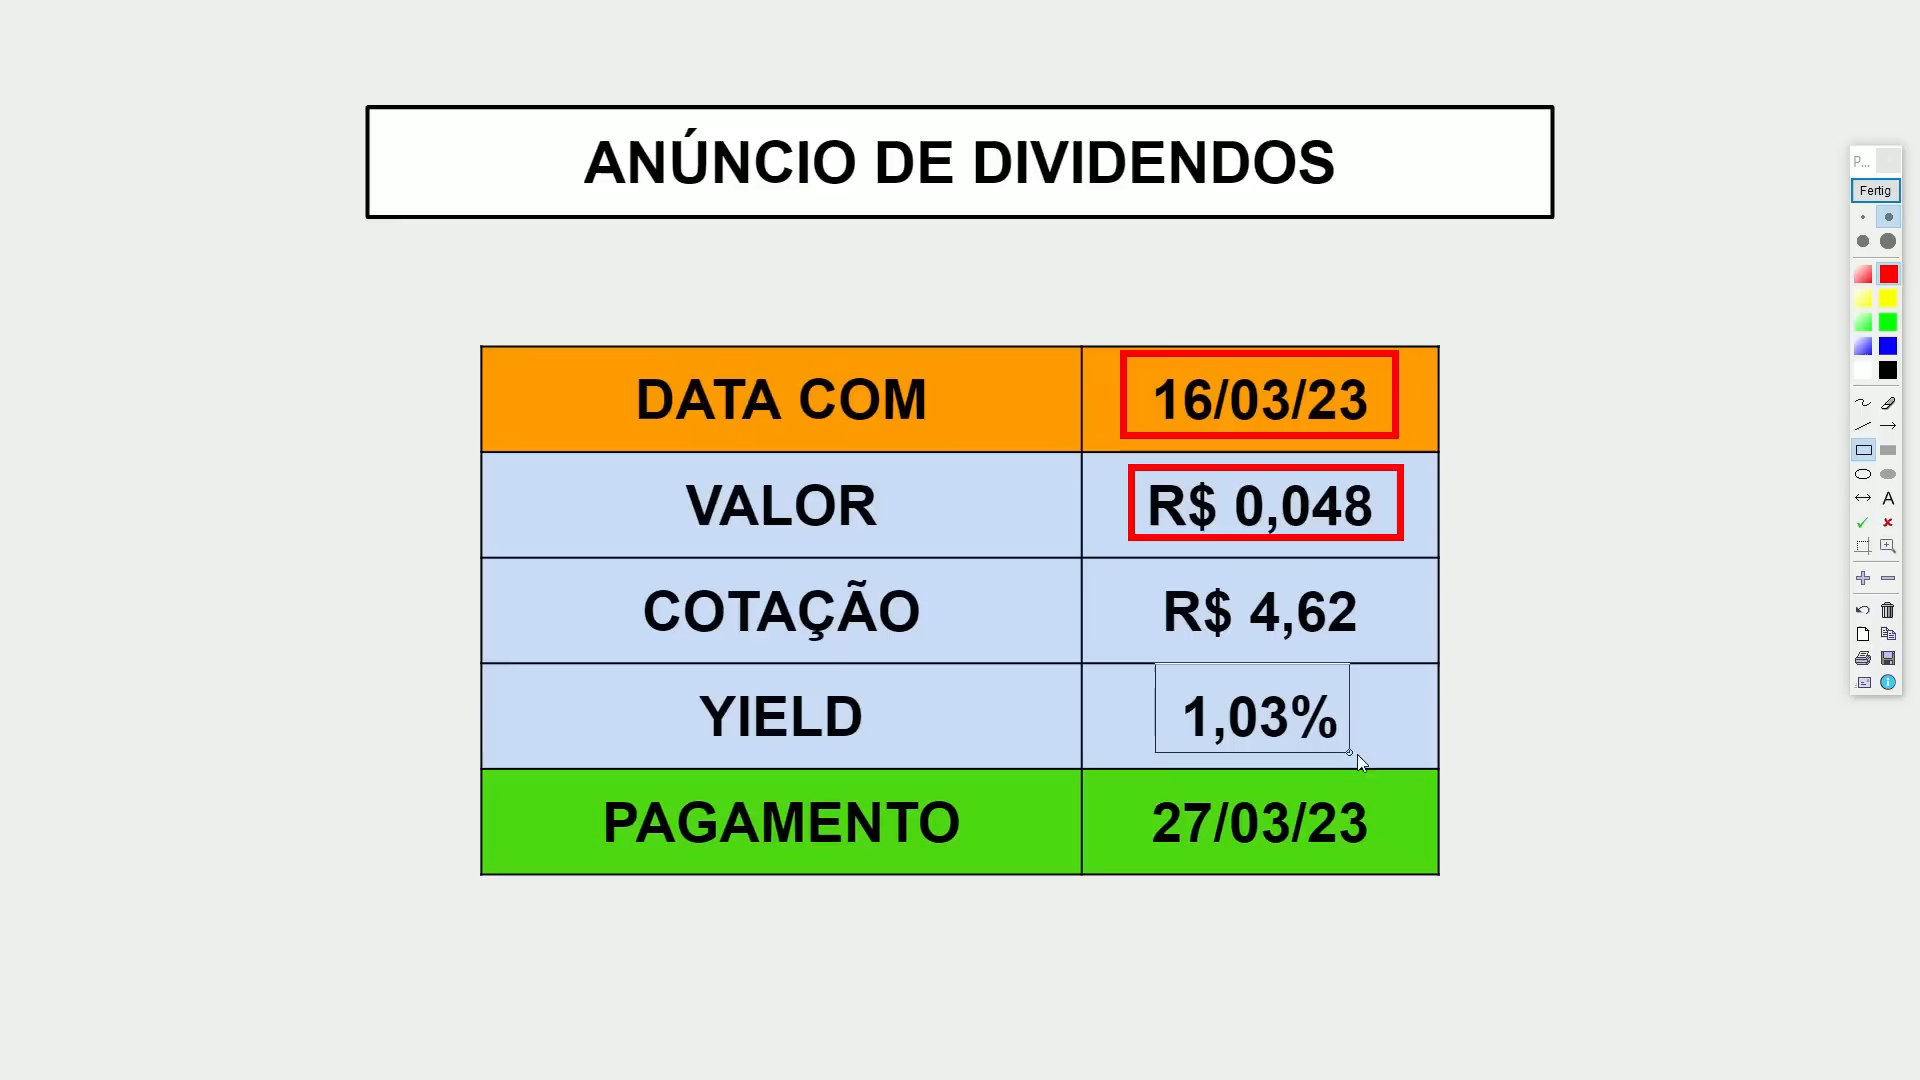 ANÚNCIO DE DIVIDENDOS
DATA COM 16/03/23
VALOR R$ 0,048
COTAÇÃO R$ 4,62
YIELD 1,03%
PAGAMENTO 27/03/23
P...
Fertig
A